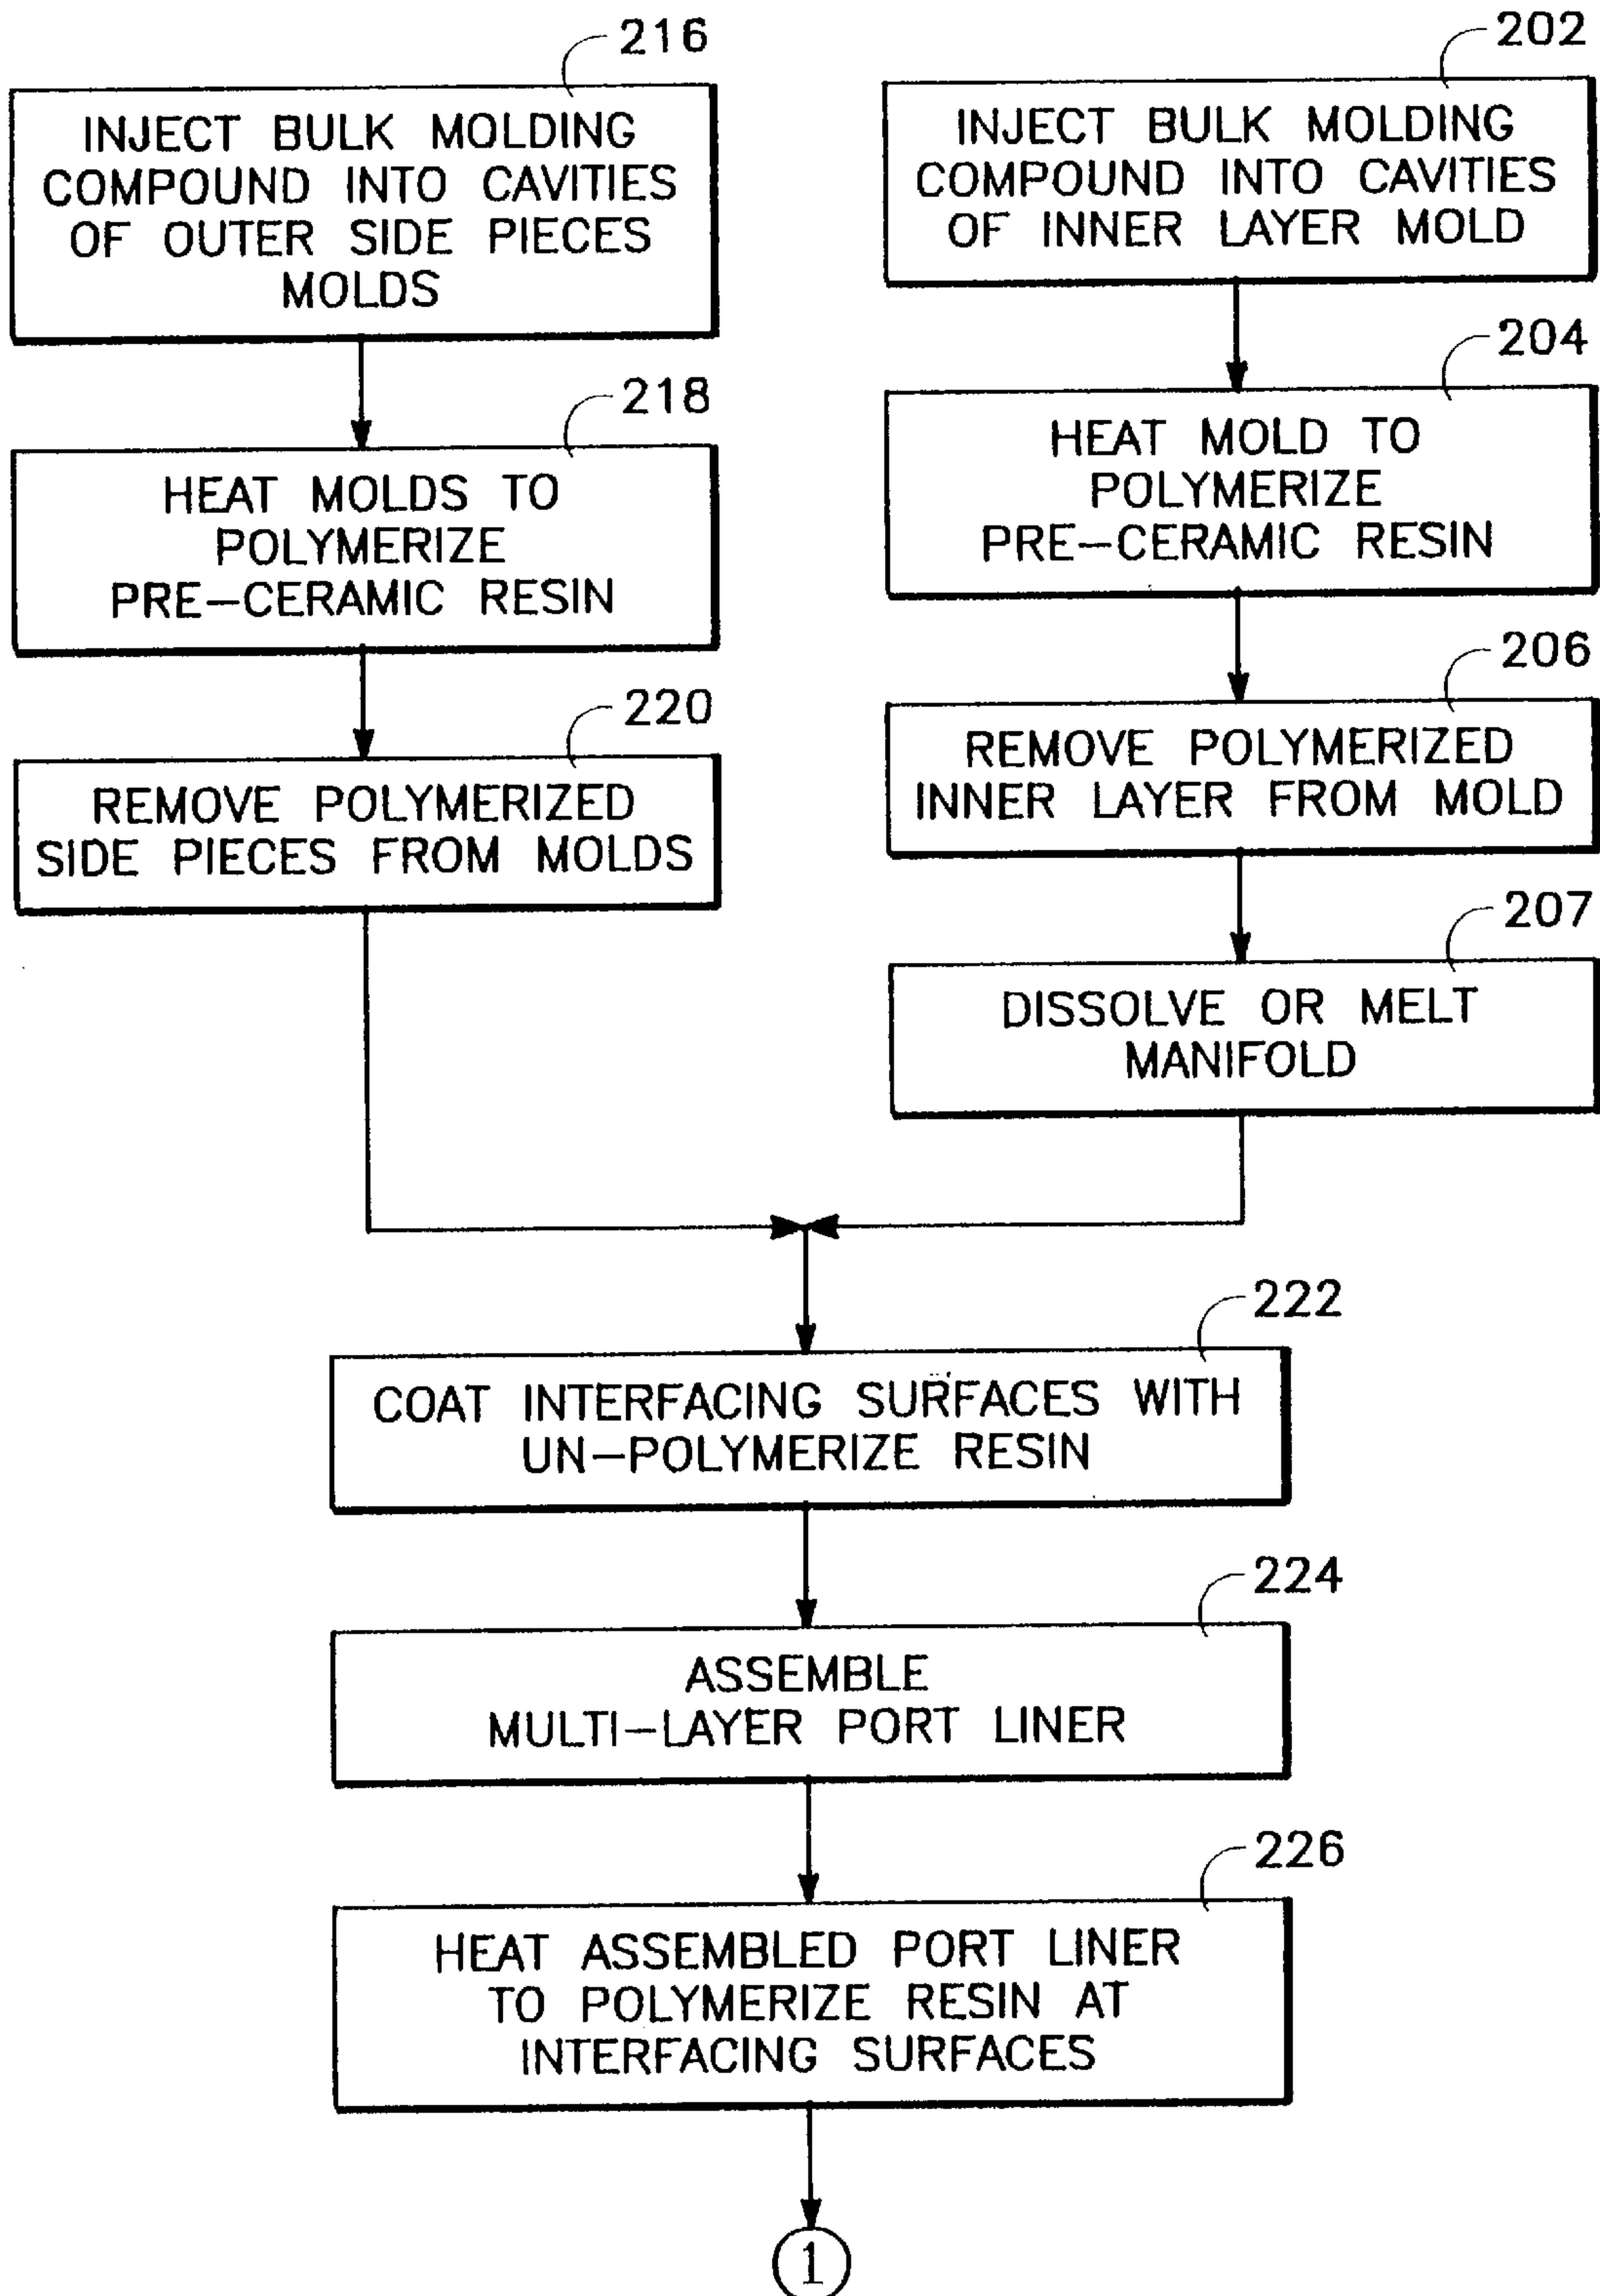 216
INJECT BULK MOLDING
COMPOUND INTO CAVITIES
OF OUTER SIDE PIECES
MOLDS
218
HEAT MOLDS TO
POLYMERIZE
PRE-CERAMIC RESIN
220
REMOVE POLYMERIZED
SIDE PIECES FROM MOLDS
202
INJECT BULK MOLDING
COMPOUND INTO CAVITIES
OF INNER LAYER MOLD
204
HEAT MOLD TO
POLYMERIZE
PRE-CERAMIC RESIN
206
REMOVE POLYMERIZED
INNER LAYER FROM MOLD
207
DISSOLVE OR MELT
MANIFOLD
222
COAT INTERFACING SURFACES WITH
UN-POLYMERIZE RESIN
224
ASSEMBLE
MULTI-LAYER PORT LINER
226
HEAT ASSEMBLED PORT LINER
TO POLYMERIZE RESIN AT
INTERFACING SURFACES
1